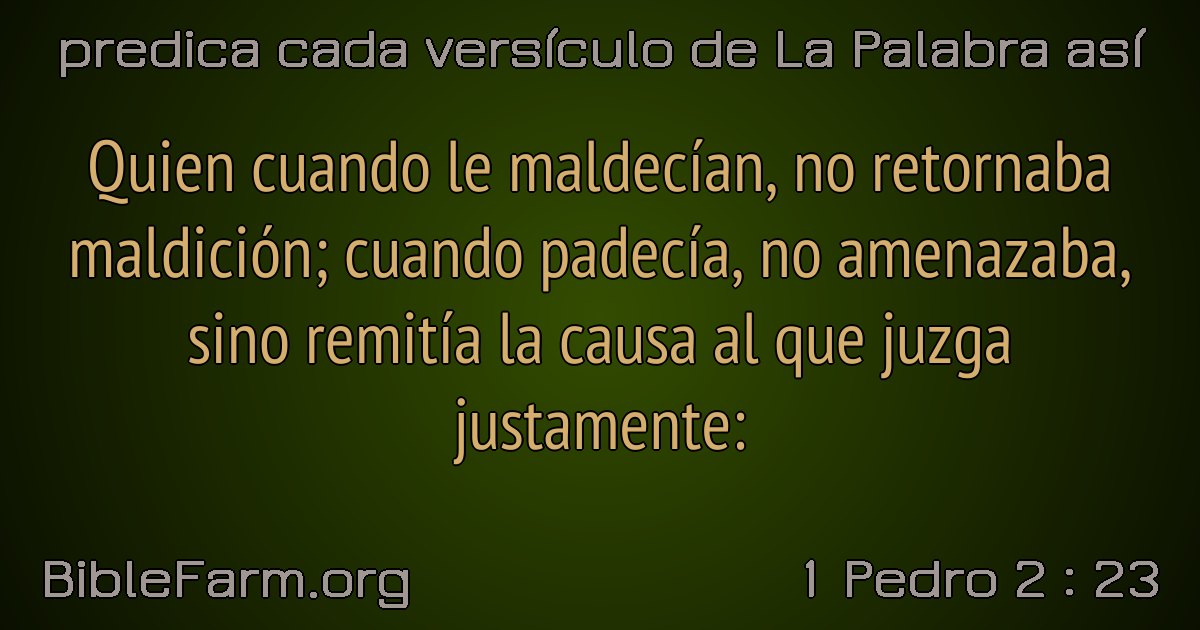 predica cada versículo de La Palabra así
Quien cuando le maldecían, no retornaba
maldición; cuando padecía, no amenazaba,
sino remitía la causa al que juzga
justamente:
BibleFarm.org
1 Pedro 2 : 23